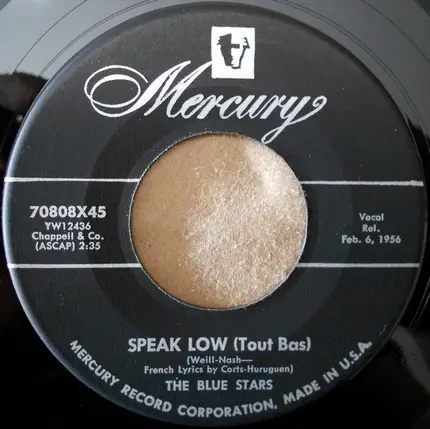 Mercury
70808X45
YW12436
Chappell & Co.
(ASCAP) 2:35
Vocal
Rel.
Feb. 6, 1956
SPEAK LOW (Tout Bas)
(Weill-Nash—
French Lyrics by Corts-Huruguen)
THE BLUE STARS
MERCURY RECORD CORPORATION, MADE IN U.S.A.